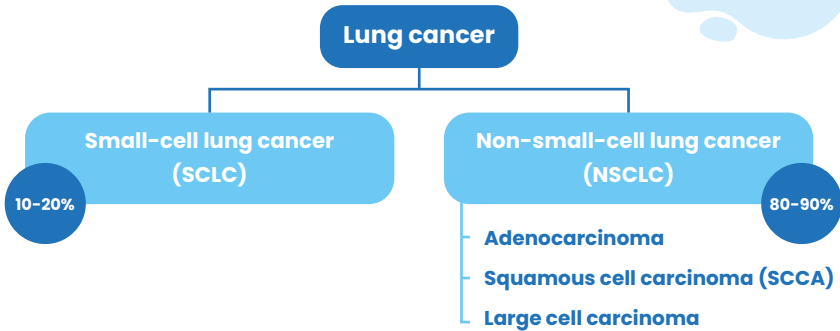 Lung cancer
Small-cell lung cancer
(SCLC)
10-20%
Non-small-cell lung cancer
(NSCLC)
80-90%
Adenocarcinoma
Squamous cell carcinoma (SCCA)
Large cell carcinoma